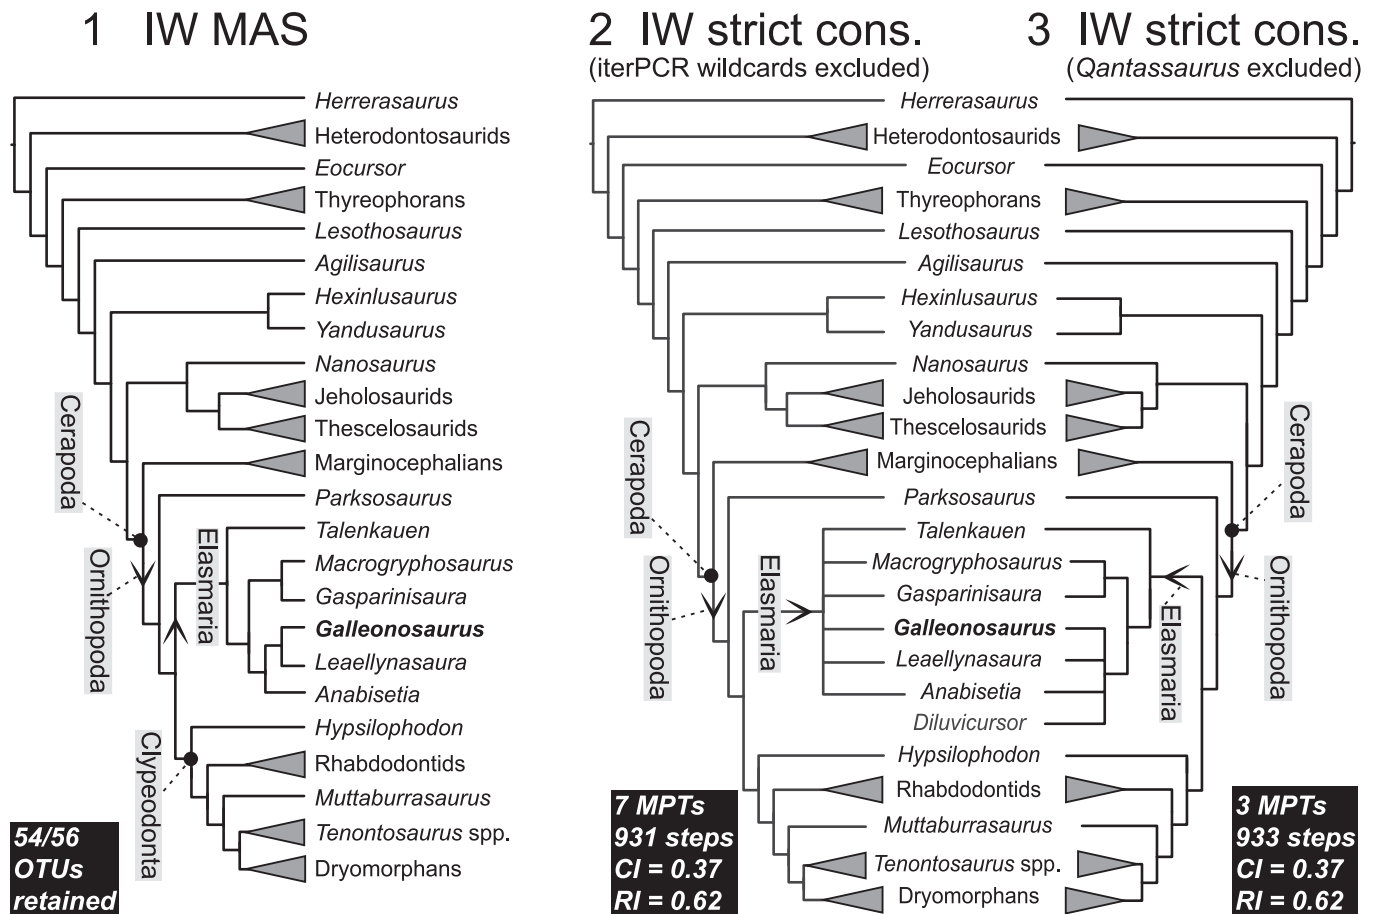 1 IW MAS
Herrerasaurus
Heterodontosaurids
Eocursor
Thyreophorans
Lesothosaurus
Agilisaurus
Hexinlusaurus
Yandusaurus
Nanosaurus
Jeholosaurids
Thescelosaurids
Marginocephalians
Parksosaurus
Talenkauen
Macrogryphosaurus
Gasparinisaura
Galleonosaurus
Leaellynasaura
Anabisetia
Hypsilophodon
Rhabdodontids
Muttaburrasaurus
Tenontosaurus spp.
Dryomorphans
Cerapoda
Ornithopoda
Elasmaria
Clypeodonta
54/56
OTUs
retained
2 IW strict cons.
(iterPCR wildcards excluded)
3 IW strict cons.
(Qantassaurus excluded)
Herrerasaurus
Heterodontosaurids
Eocursor
Thyreophorans
Lesothosaurus
Agilisaurus
Hexinlusaurus
Yandusaurus
Nanosaurus
Jeholosaurids
Thescelosaurids
Marginocephalians
Parksosaurus
Talenkauen
Macrogryphosaurus
Gasparinisaura
Galleonosaurus
Leaellynasaura
Anabisetia
Diluvicursor
Hypsilophodon
Rhabdodontids
Muttaburrasaurus
Tenontosaurus spp.
Dryomorphans
Cerapoda
Ornithopoda
Elasmaria
7 MPTs
931 steps
CI = 0.37
RI = 0.62
Cerapoda
Ornithopoda
Elasmaria
3 MPTs
933 steps
CI = 0.37
RI = 0.62